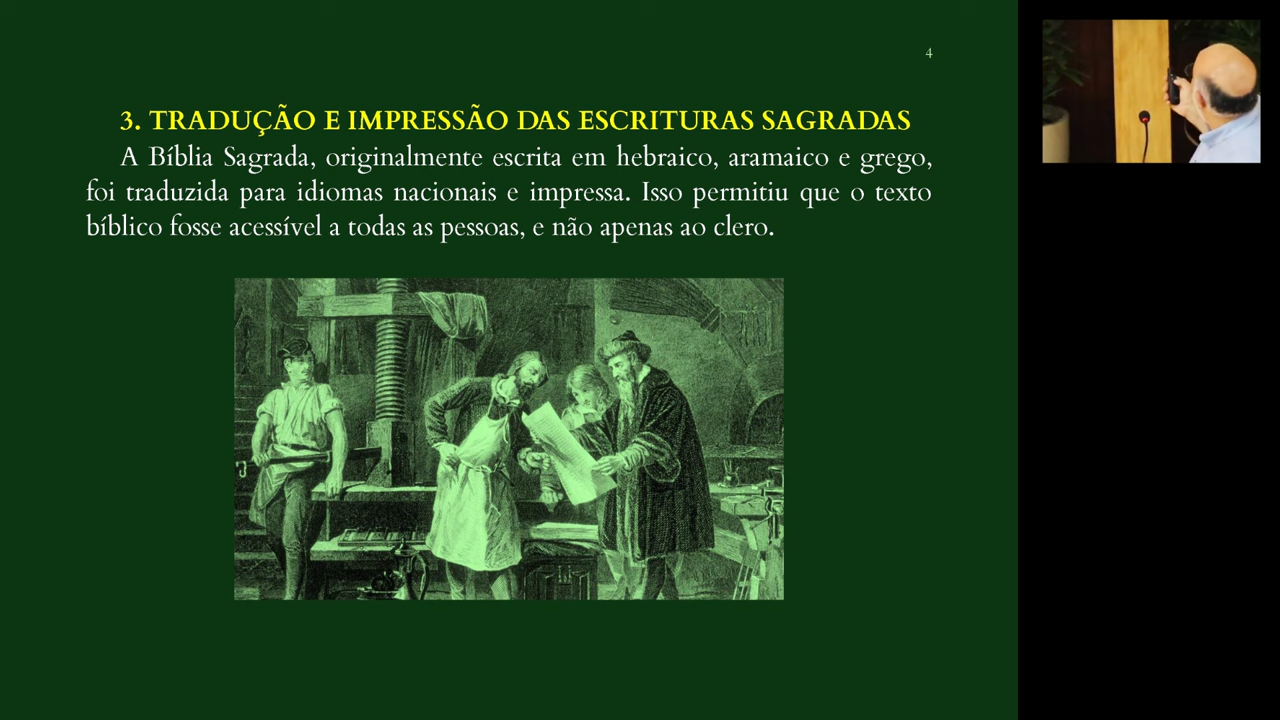 4
3. TRADUÇÃO E IMPRESSÃO DAS ESCRITURAS SAGRADAS
A Bíblia Sagrada, originalmente escrita em hebraico, aramaico e grego,
foi traduzida para idiomas nacionais e impressa. Isso permitiu que o texto
bíblico fosse acessível a todas as pessoas, e não apenas ao clero.